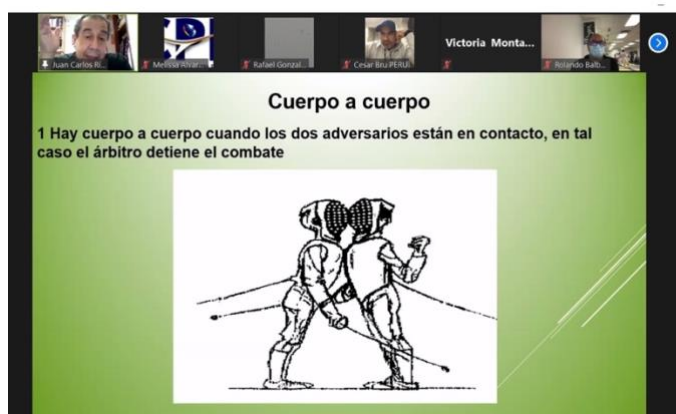 Juan Carlos Ri...
Melissa Alvar...
Rafael Gonzal...
Cesar Bru PERU
Victoria Monta...
Rolando Balb...
Cuerpo a cuerpo
1 Hay cuerpo a cuerpo cuando los dos adversarios están en contacto, en tal
caso el árbitro detiene el combate